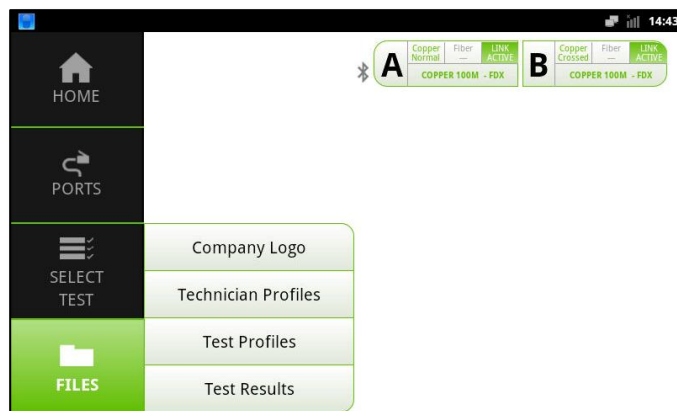 14:43
HOME
PORTS
SELECT
TEST
FILES
A
Copper
Normal
Fiber
—
LINK
ACTIVE
COPPER 100M - FDX
B
Copper
Crossed
Fiber
—
LINK
ACTIVE
COPPER 100M - FDX
Company Logo
Technician Profiles
Test Profiles
Test Results